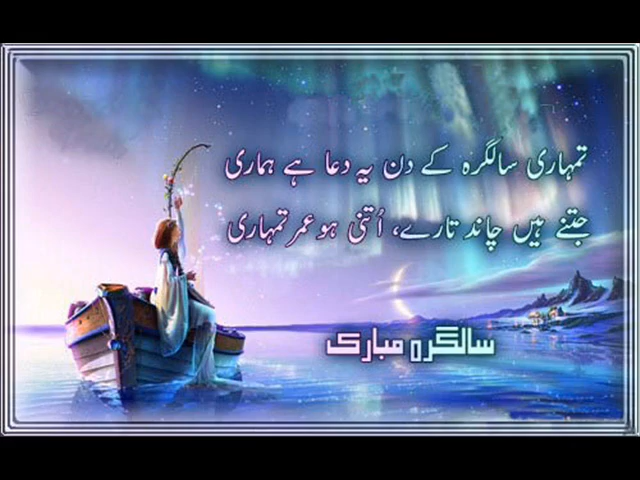 تمہاری سالگرہ کے دن یہ دعا ہے ہماری
جتنے ہیں چاند تارے، اُتنی ہو عمر تمہاری
سالگرہ مبارک